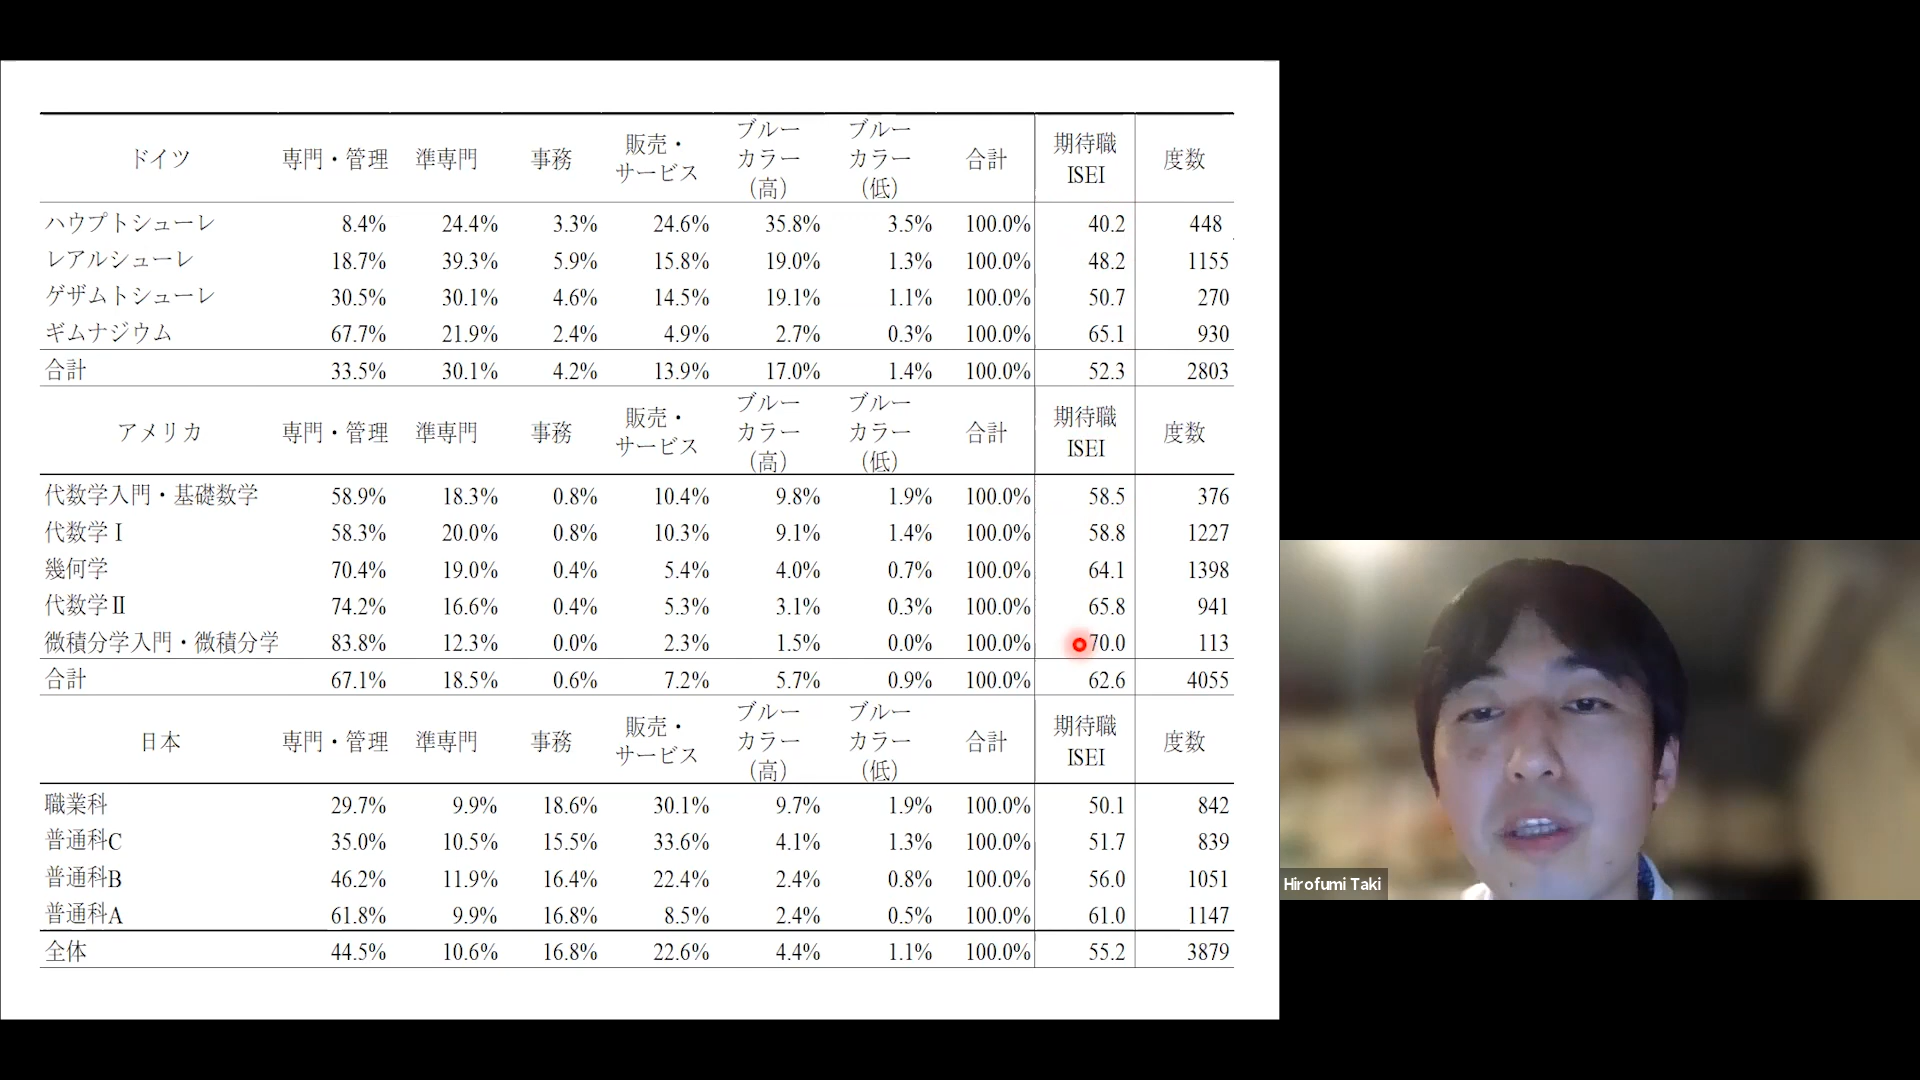 ドイツ 専門・管理 準専門 事務 販売・サービス ブルーカラー（高） ブルーカラー（低） 合計 期待職ISEI 度数
ハウプトシューレ 8.4% 24.4% 3.3% 24.6% 35.8% 3.5% 100.0% 40.2 448
レアルシューレ 18.7% 39.3% 5.9% 15.8% 19.0% 1.3% 100.0% 48.2 1155
ゲザムトシューレ 30.5% 30.1% 4.6% 14.5% 19.1% 1.1% 100.0% 50.7 270
ギムナジウム 67.7% 21.9% 2.4% 4.9% 2.7% 0.3% 100.0% 65.1 930
合計 33.5% 30.1% 4.2% 13.9% 17.0% 1.4% 100.0% 52.3 2803
アメリカ 専門・管理 準専門 事務 販売・サービス ブルーカラー（高） ブルーカラー（低） 合計 期待職ISEI 度数
代数学入門・基礎数学 58.9% 18.3% 0.8% 10.4% 9.8% 1.9% 100.0% 58.5 376
代数学Ⅰ 58.3% 20.0% 0.8% 10.3% 9.1% 1.4% 100.0% 58.8 1227
幾何学 70.4% 19.0% 0.4% 5.4% 4.0% 0.7% 100.0% 64.1 1398
代数学Ⅱ 74.2% 16.6% 0.4% 5.3% 3.1% 0.3% 100.0% 65.8 941
微積分学入門・微積分学 83.8% 12.3% 0.0% 2.3% 1.5% 0.0% 100.0% 70.0 113
合計 67.1% 18.5% 0.6% 7.2% 5.7% 0.9% 100.0% 62.6 4055
日本 専門・管理 準専門 事務 販売・サービス ブルーカラー（高） ブルーカラー（低） 合計 期待職ISEI 度数
職業科 29.7% 9.9% 18.6% 30.1% 9.7% 1.9% 100.0% 50.1 842
普通科C 35.0% 10.5% 15.5% 33.6% 4.1% 1.3% 100.0% 51.7 839
普通科B 46.2% 11.9% 16.4% 22.4% 2.4% 0.8% 100.0% 56.0 1051
普通科A 61.8% 9.9% 16.8% 8.5% 2.4% 0.5% 100.0% 61.0 1147
全体 44.5% 10.6% 16.8% 22.6% 4.4% 1.1% 100.0% 55.2 3879
Hirofumi Taki